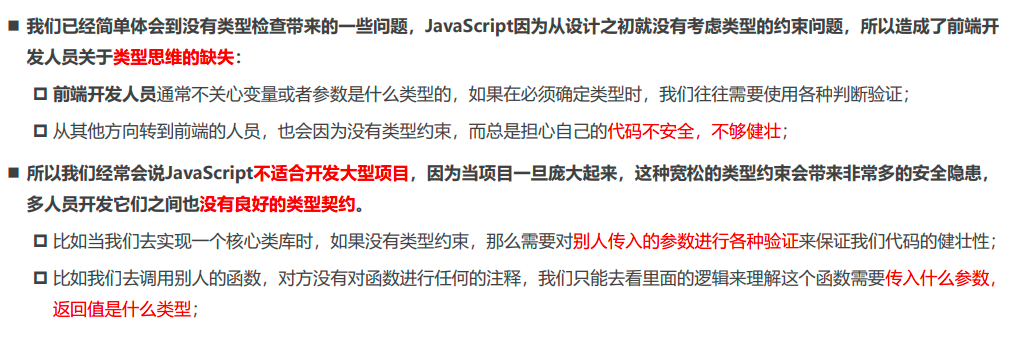 ■ 我们已经简单体会到没有类型检查带来的一些问题，JavaScript因为从设计之初就没有考虑类型的约束问题，所以造成了前端开
发人员关于类型思维的缺失：
前端开发人员通常不关心变量或者参数是什么类型的，如果在必须确定类型时，我们往往需要使用各种判断验证；
从其他方向转到前端的人员，也会因为没有类型约束，而总是担心自己的代码不安全，不够健壮；
■ 所以我们经常会说JavaScript不适合开发大型项目，因为当项目一旦庞大起来，这种宽松的类型约束会带来非常多的安全隐患，
多人员开发它们之间也没有良好的类型契约。
比如当我们去实现一个核心类库时，如果没有类型约束，那么需要对别人传入的参数进行各种验证来保证我们代码的健壮性；
比如我们去调用别人的函数，对方没有对函数进行任何的注释，我们只能去看里面的逻辑来理解这个函数需要传入什么参数，
返回值是什么类型；